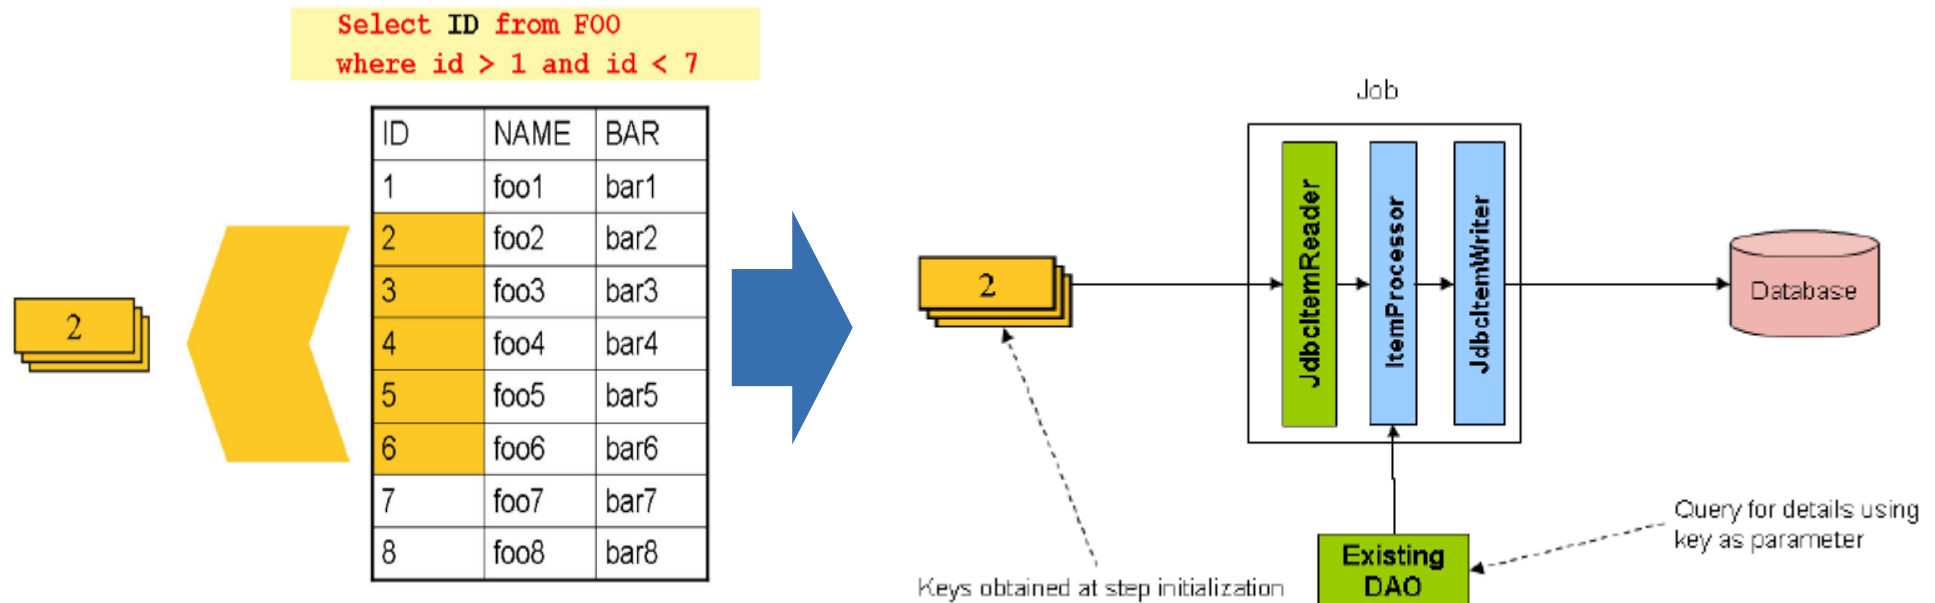 Select ID from FOO
where id > 1 and id < 7
ID NAME BAR
1 foo1 bar1
2 foo2 bar2
3 foo3 bar3
4 foo4 bar4
5 foo5 bar5
6 foo6 bar6
7 foo7 bar7
8 foo8 bar8
2
Job
2
JdbcItemReader
ItemProcessor
JdbcItemWriter
Database
Existing
DAO
Query for details using
key as parameter
Keys obtained at step initialization